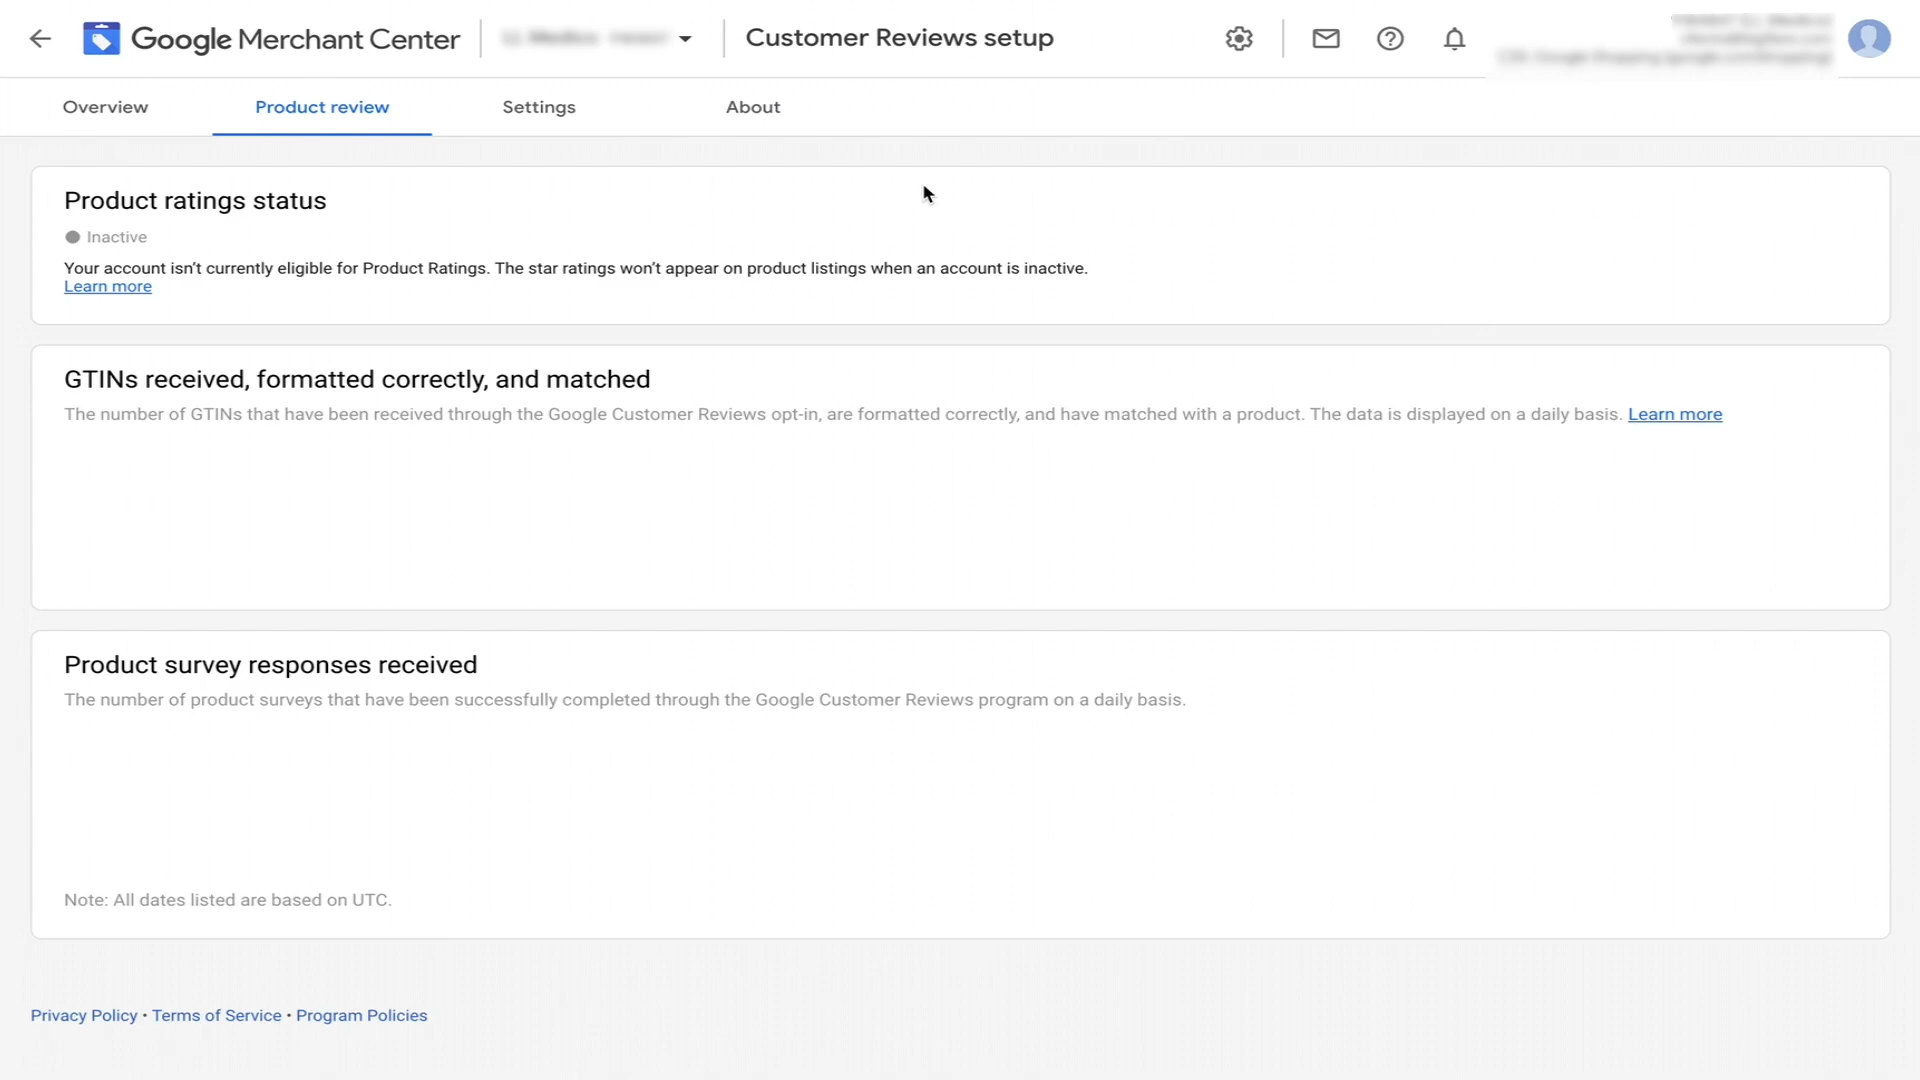 Google Merchant Center
Customer Reviews setup
Overview
Product review
Settings
About
Product ratings status
Inactive
Your account isn't currently eligible for Product Ratings. The star ratings won't appear on product listings when an account is inactive.
Learn more
GTINs received, formatted correctly, and matched
The number of GTINs that have been received through the Google Customer Reviews opt-in, are formatted correctly, and have matched with a product. The data is displayed on a daily basis. Learn more
Product survey responses received
The number of product surveys that have been successfully completed through the Google Customer Reviews program on a daily basis.
Note: All dates listed are based on UTC.
Privacy Policy • Terms of Service • Program Policies